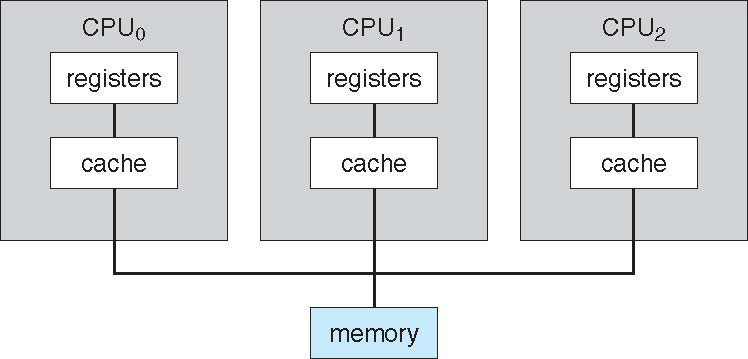 CPU₀
registers
cache
CPU₁
registers
cache
CPU₂
registers
cache
memory